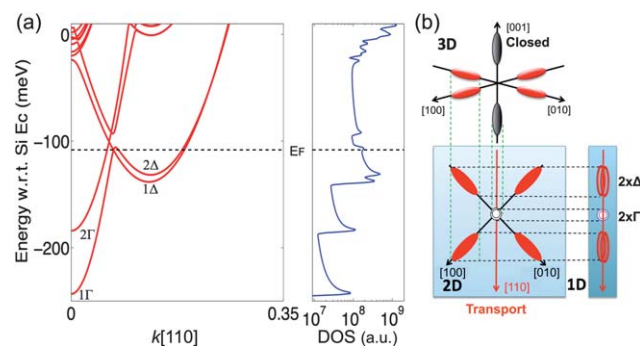 (a)
0
-100
-200
Energy w.r.t. Si Ec (meV)
2Γ
1Γ
2Δ
1Δ
0
0.35
k[110]
EF
10⁷
10⁸
10⁹
DOS (a.u.)
(b)
3D
[001]
Closed
[100]
[010]
2xΔ
2xΓ
[100]
[010]
2D
[110]
1D
Transport